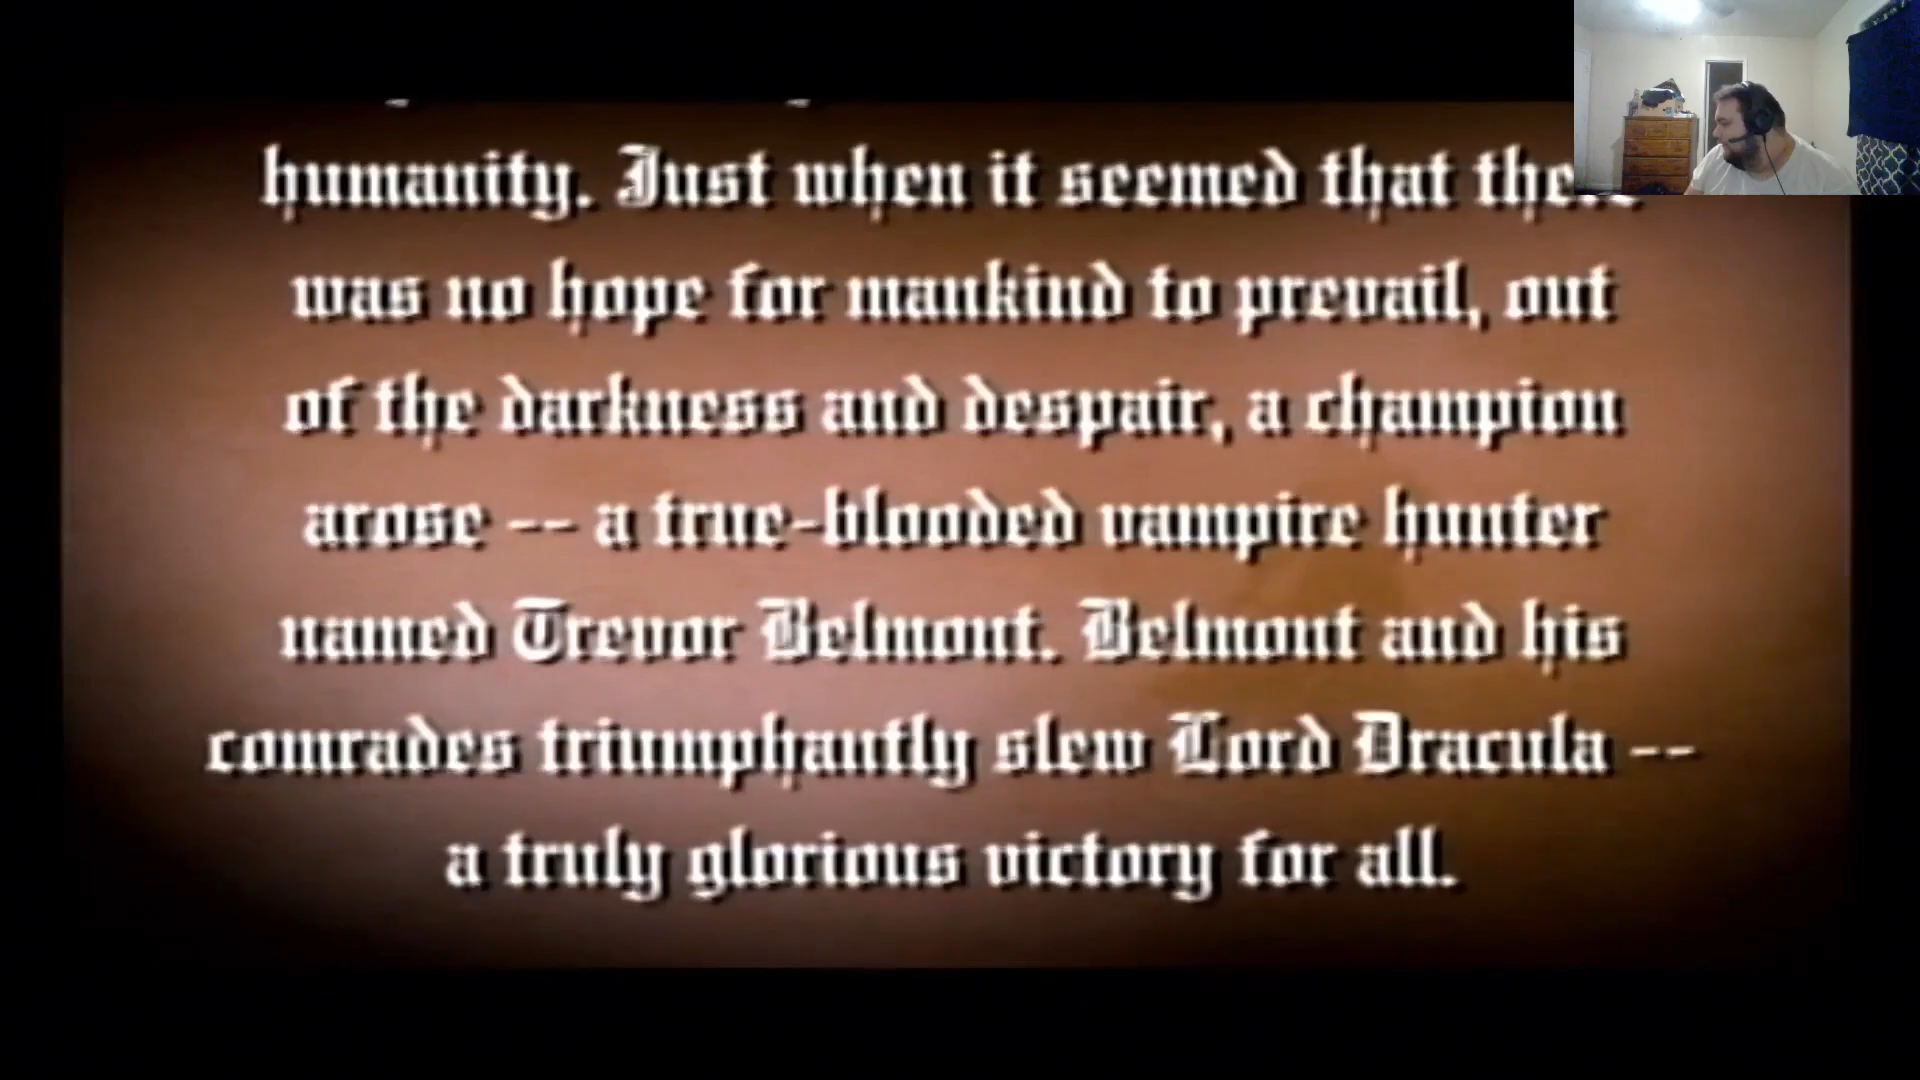 humanity. Just when it seemed that there
was no hope for mankind to prevail, out
of the darkness and despair, a champion
arose -- a true-blooded vampire hunter
named Trevor Belmont. Belmont and his
comrades triumphantly slew Lord Dracula --
a truly glorious victory for all.